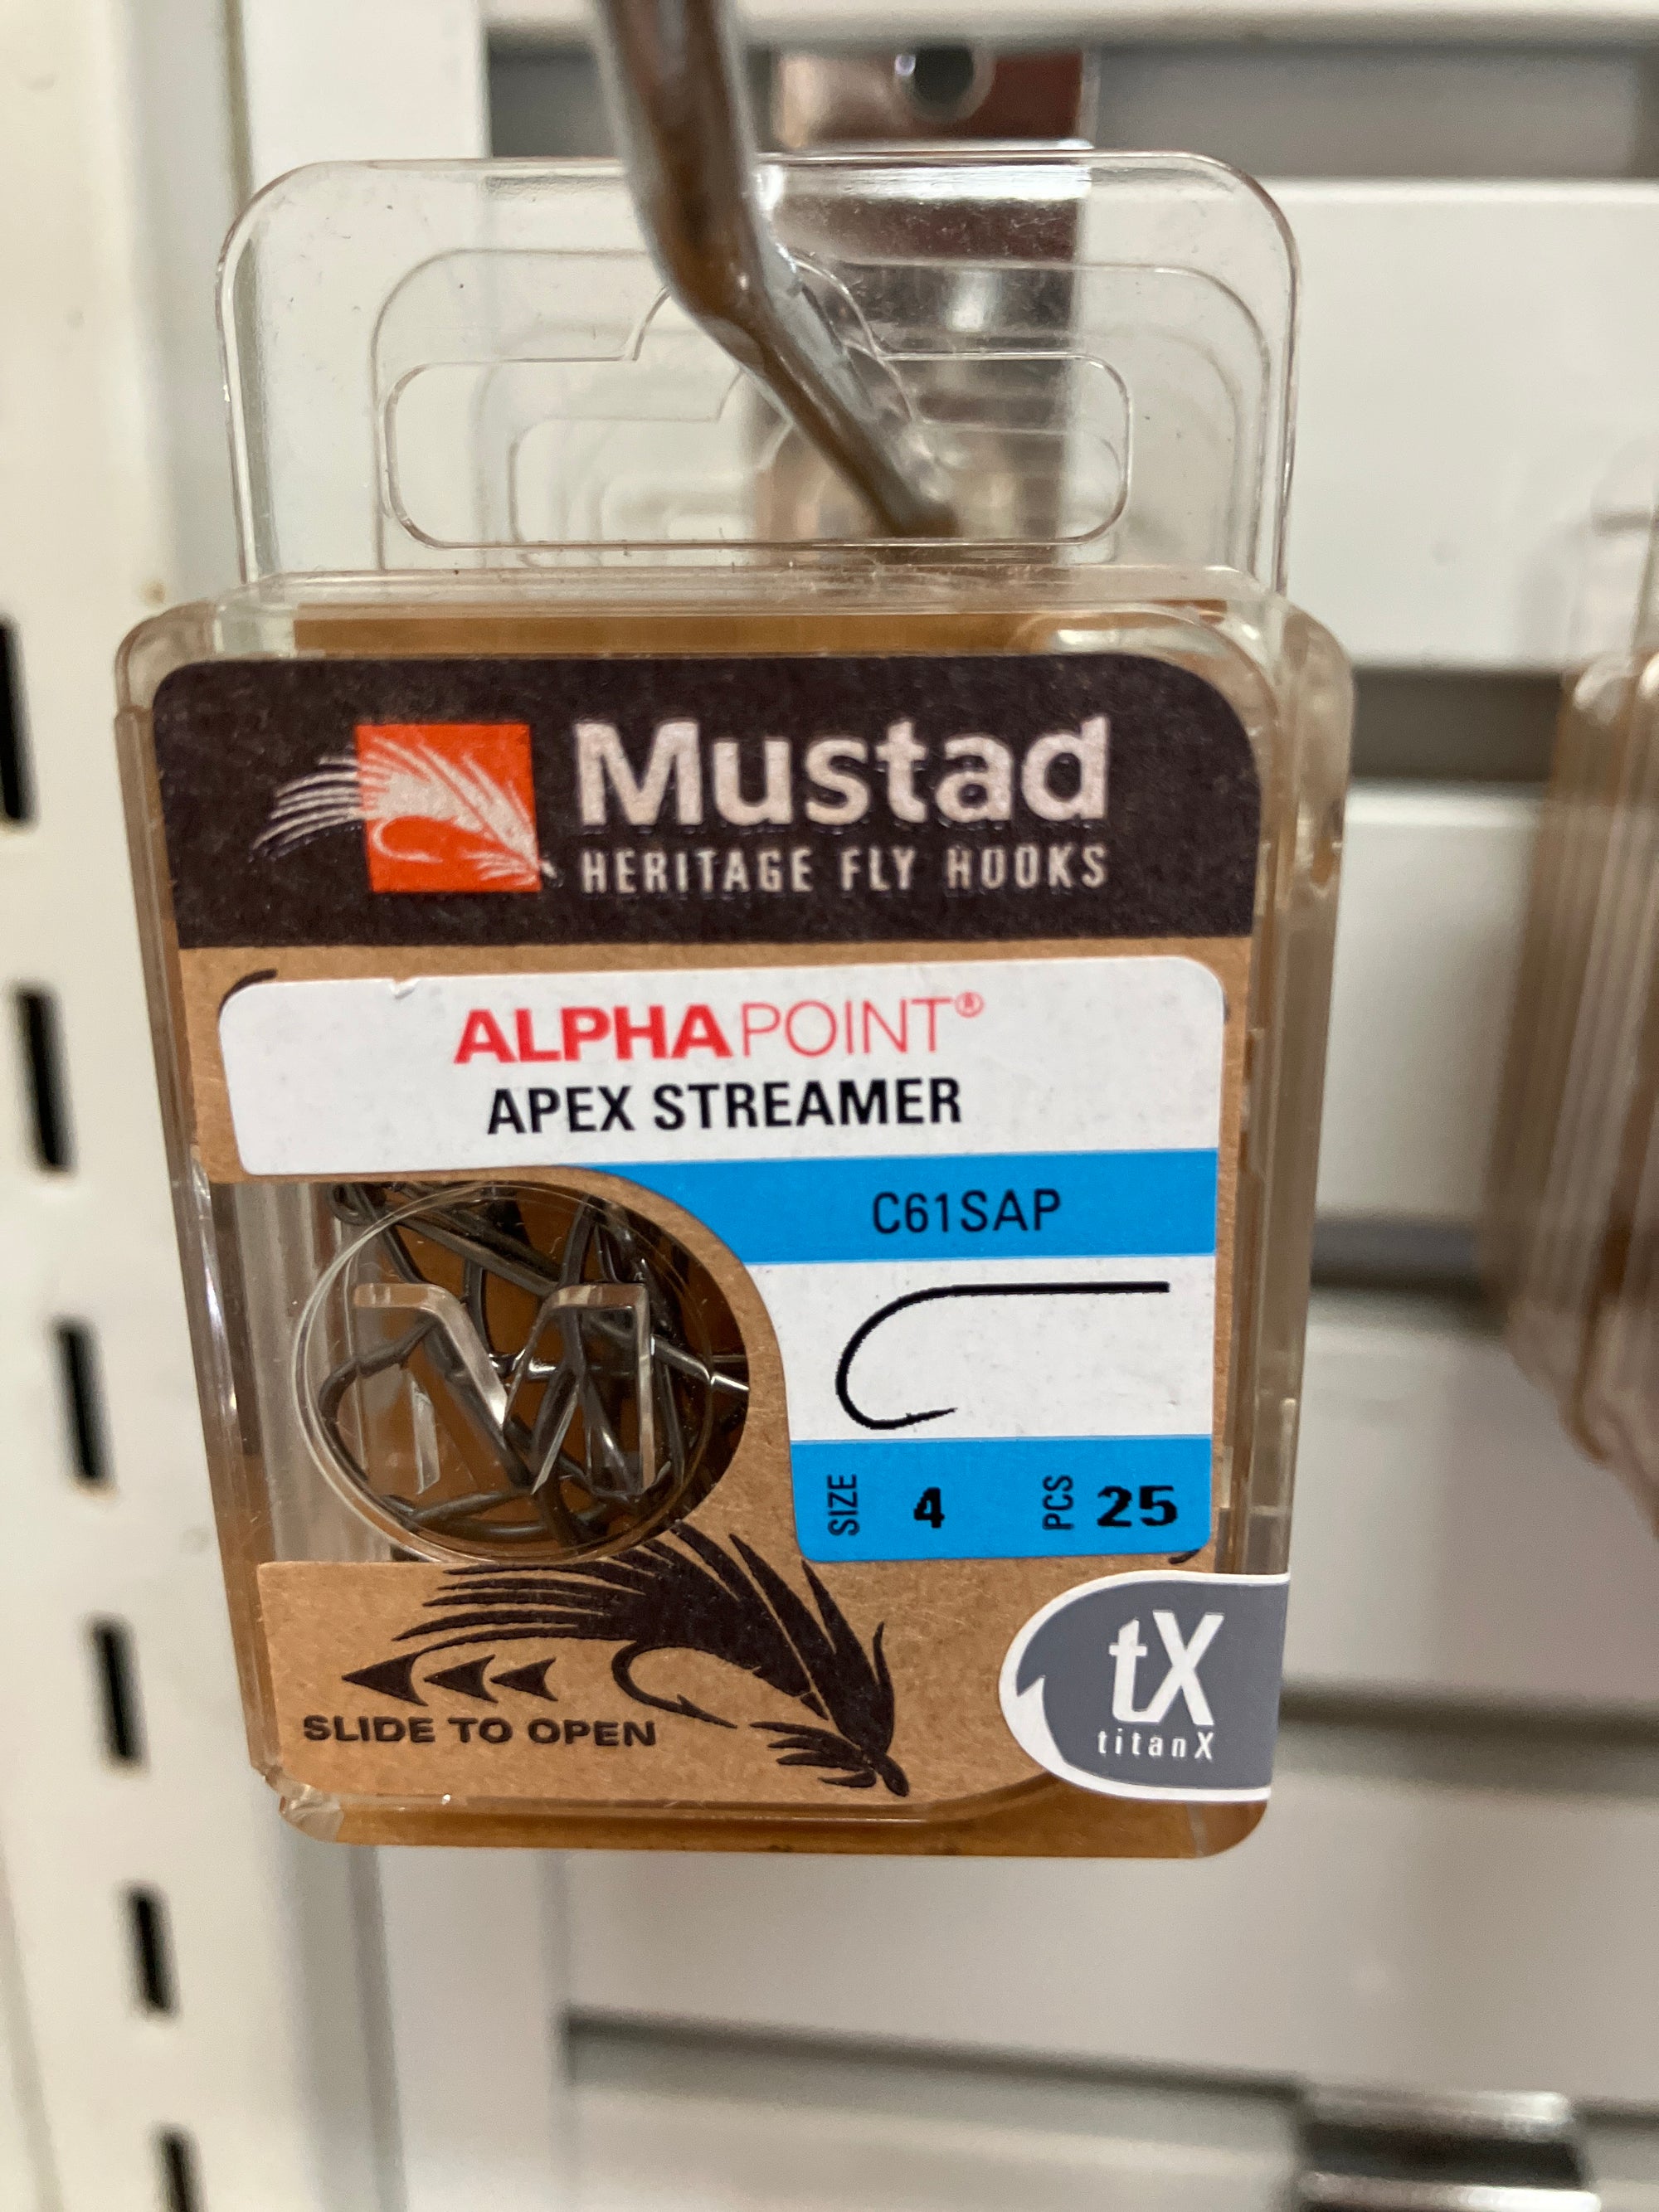 Mustad
HERITAGE FLY HOOKS
ALPHAPOINT®
APEX STREAMER
C61SAP
M
SIZE 4 PCS 25
SLIDE TO OPEN
tX
titanX